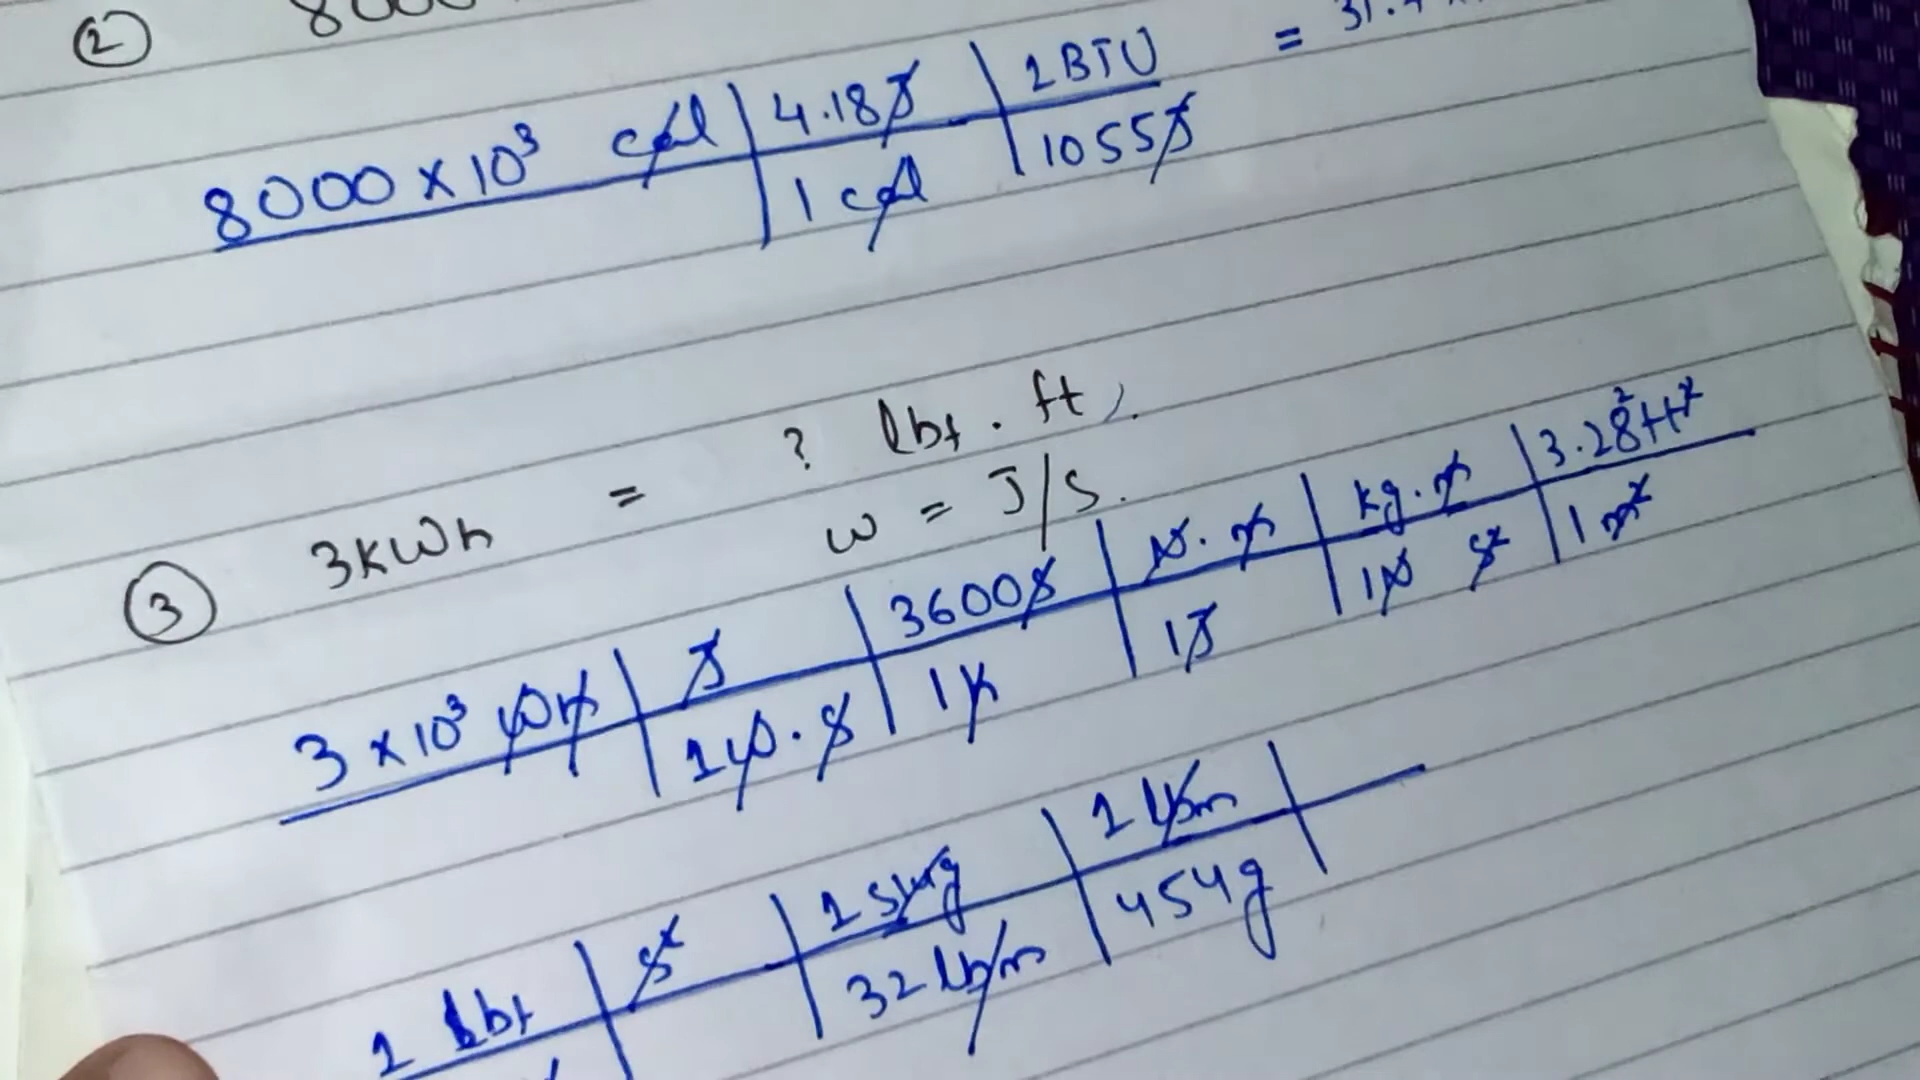 ② 8000
8000 × 10³ cal | 4.18 J | 1 BTU = 31.
1 cal | 1055 J
③ 3KWh = ? lbf . ft
W = J/S.
3 × 10³ Wh | J | 3600 s | N . m | kg . m | 3.28² ft²
1 W . s | 1 h | 1 J | 1 N s² | 1 m²
1 lbf | s² | 1 slug | 1 lbm
32 lbm | 454 g